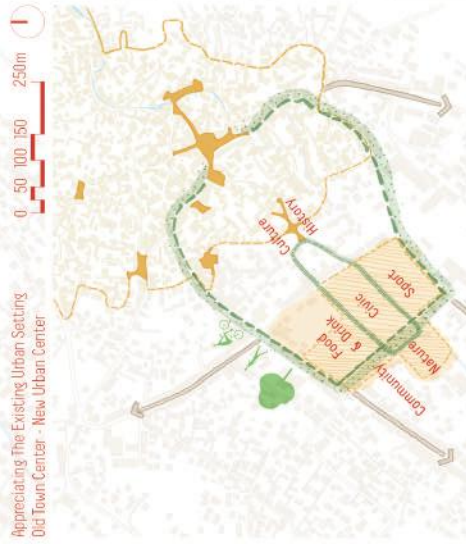 Appreciating The Existing Urban Setting
Old Town Center - New Urban Center
0 50 100 150 250m
Culture
History
Food
& Drink
Civic
Sport
Community
Nature